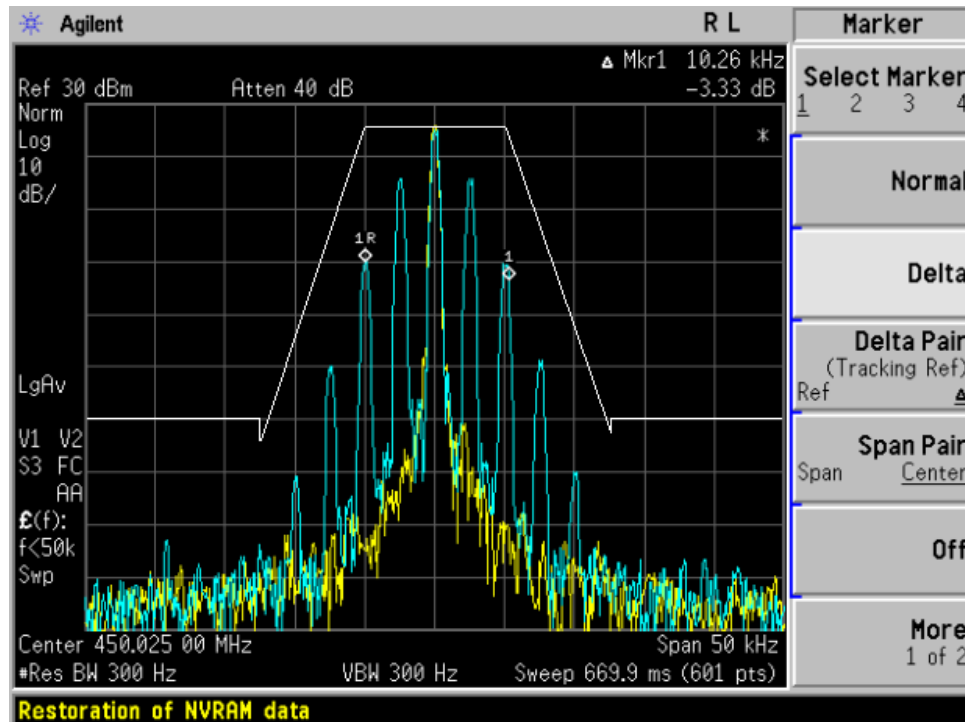 Agilent R L Marker
Δ Mkr1 10.26 kHz
Ref 30 dBm Atten 40 dB -3.33 dB
Norm
Log
10
dB/
*
1R
1
LgAv
V1 V2
S3 FC
AA
£(f):
f<50k
Swp
Center 450.025 00 MHz Span 50 kHz
#Res BW 300 Hz VBW 300 Hz Sweep 669.9 ms (601 pts)
Restoration of NVRAM data
Select Marker
1 2 3 4
Normal
Delta
Delta Pair
(Tracking Ref)
Ref Δ
Span Pair
Span Center
Off
More
1 of 2